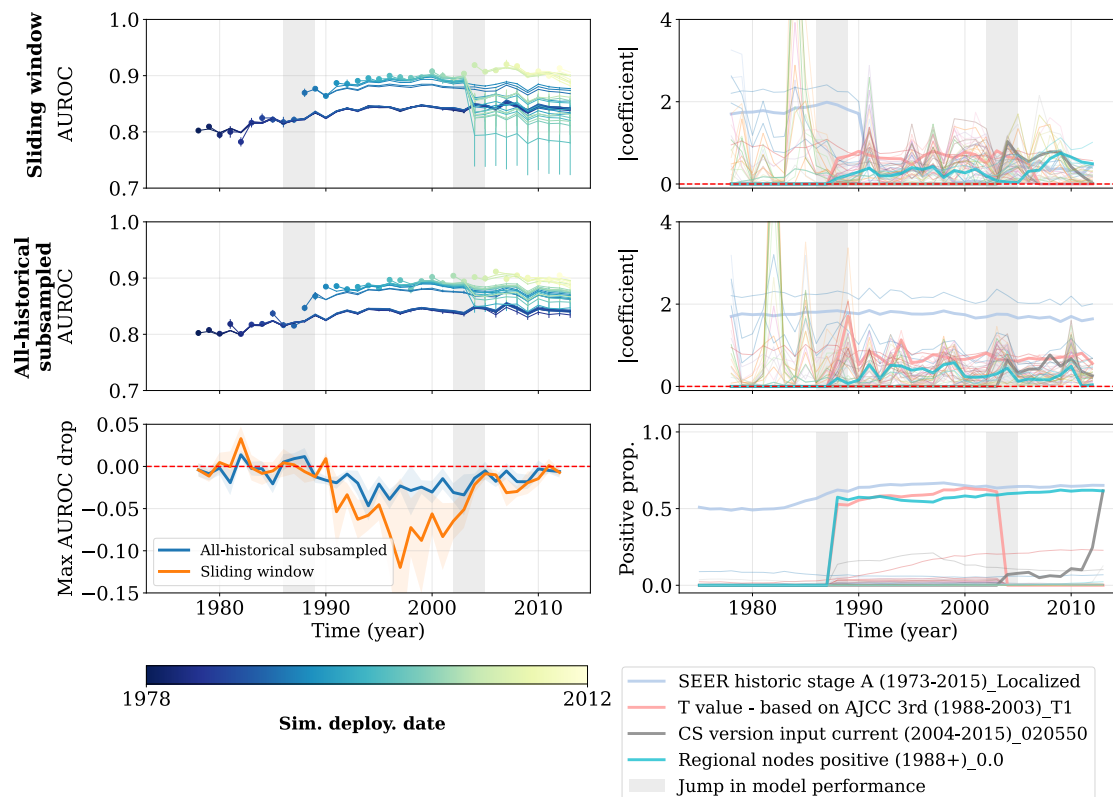 Sliding window
AUROC
1.0
0.9
0.8
0.7
|coefficient|
4
2
0
All-historical
subsampled
AUROC
1.0
0.9
0.8
0.7
|coefficient|
4
2
0
Max AUROC drop
0.05
0.00
−0.05
−0.10
−0.15
All-historical subsampled
Sliding window
1980
1990
2000
2010
Time (year)
Positive prop.
1.0
0.5
0.0
1980
1990
2000
2010
Time (year)
1978
2012
Sim. deploy. date
SEER historic stage A (1973-2015)_Localized
T value - based on AJCC 3rd (1988-2003)_T1
CS version input current (2004-2015)_020550
Regional nodes positive (1988+)_0.0
Jump in model performance